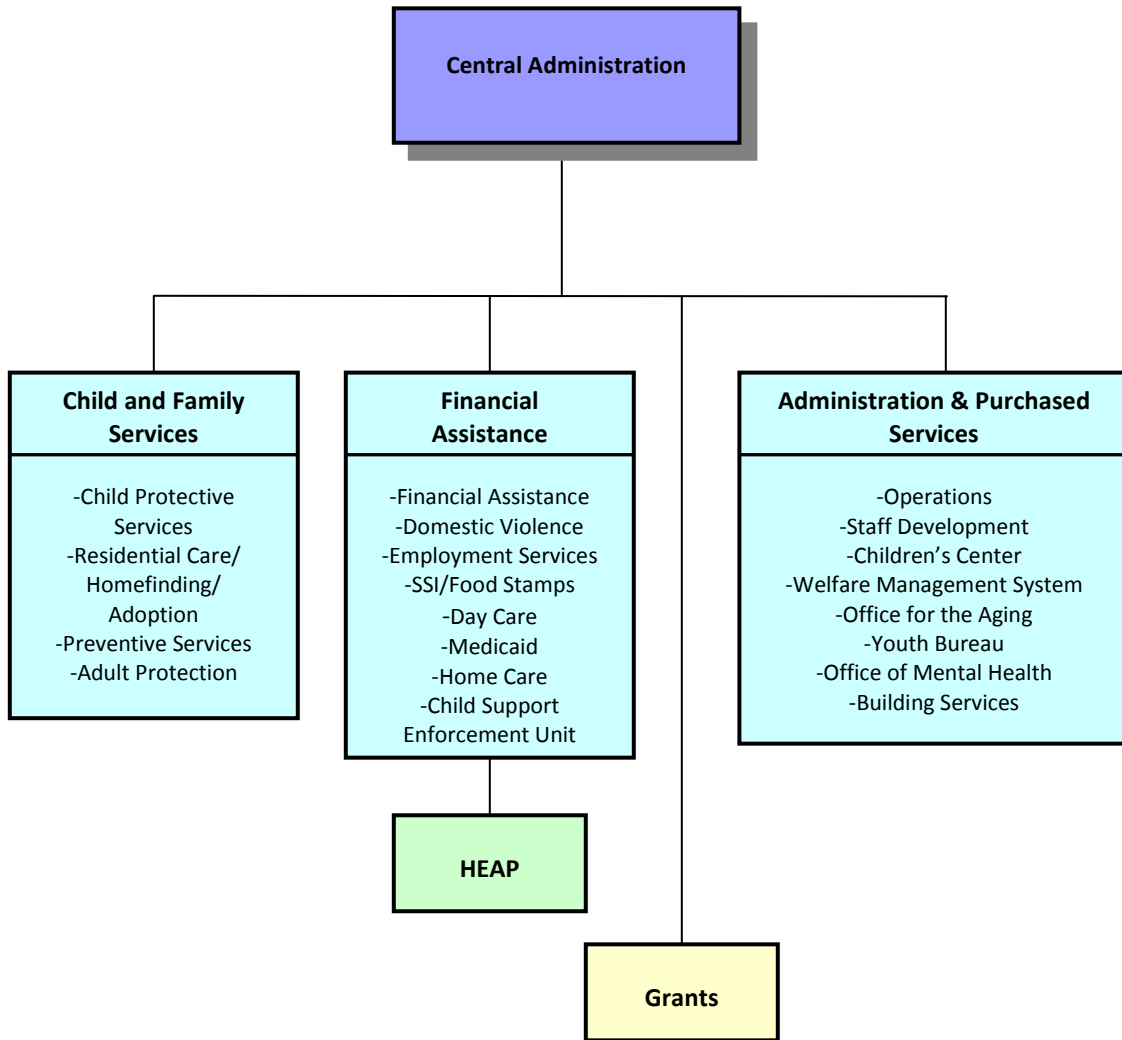 Central Administration
Child and Family
Services
-Child Protective
Services
-Residential Care/
Homefinding/
Adoption
-Preventive Services
-Adult Protection
Financial
Assistance
-Financial Assistance
-Domestic Violence
-Employment Services
-SSI/Food Stamps
-Day Care
-Medicaid
-Home Care
-Child Support
Enforcement Unit
Administration & Purchased
Services
-Operations
-Staff Development
-Children’s Center
-Welfare Management System
-Office for the Aging
-Youth Bureau
-Office of Mental Health
-Building Services
HEAP
Grants